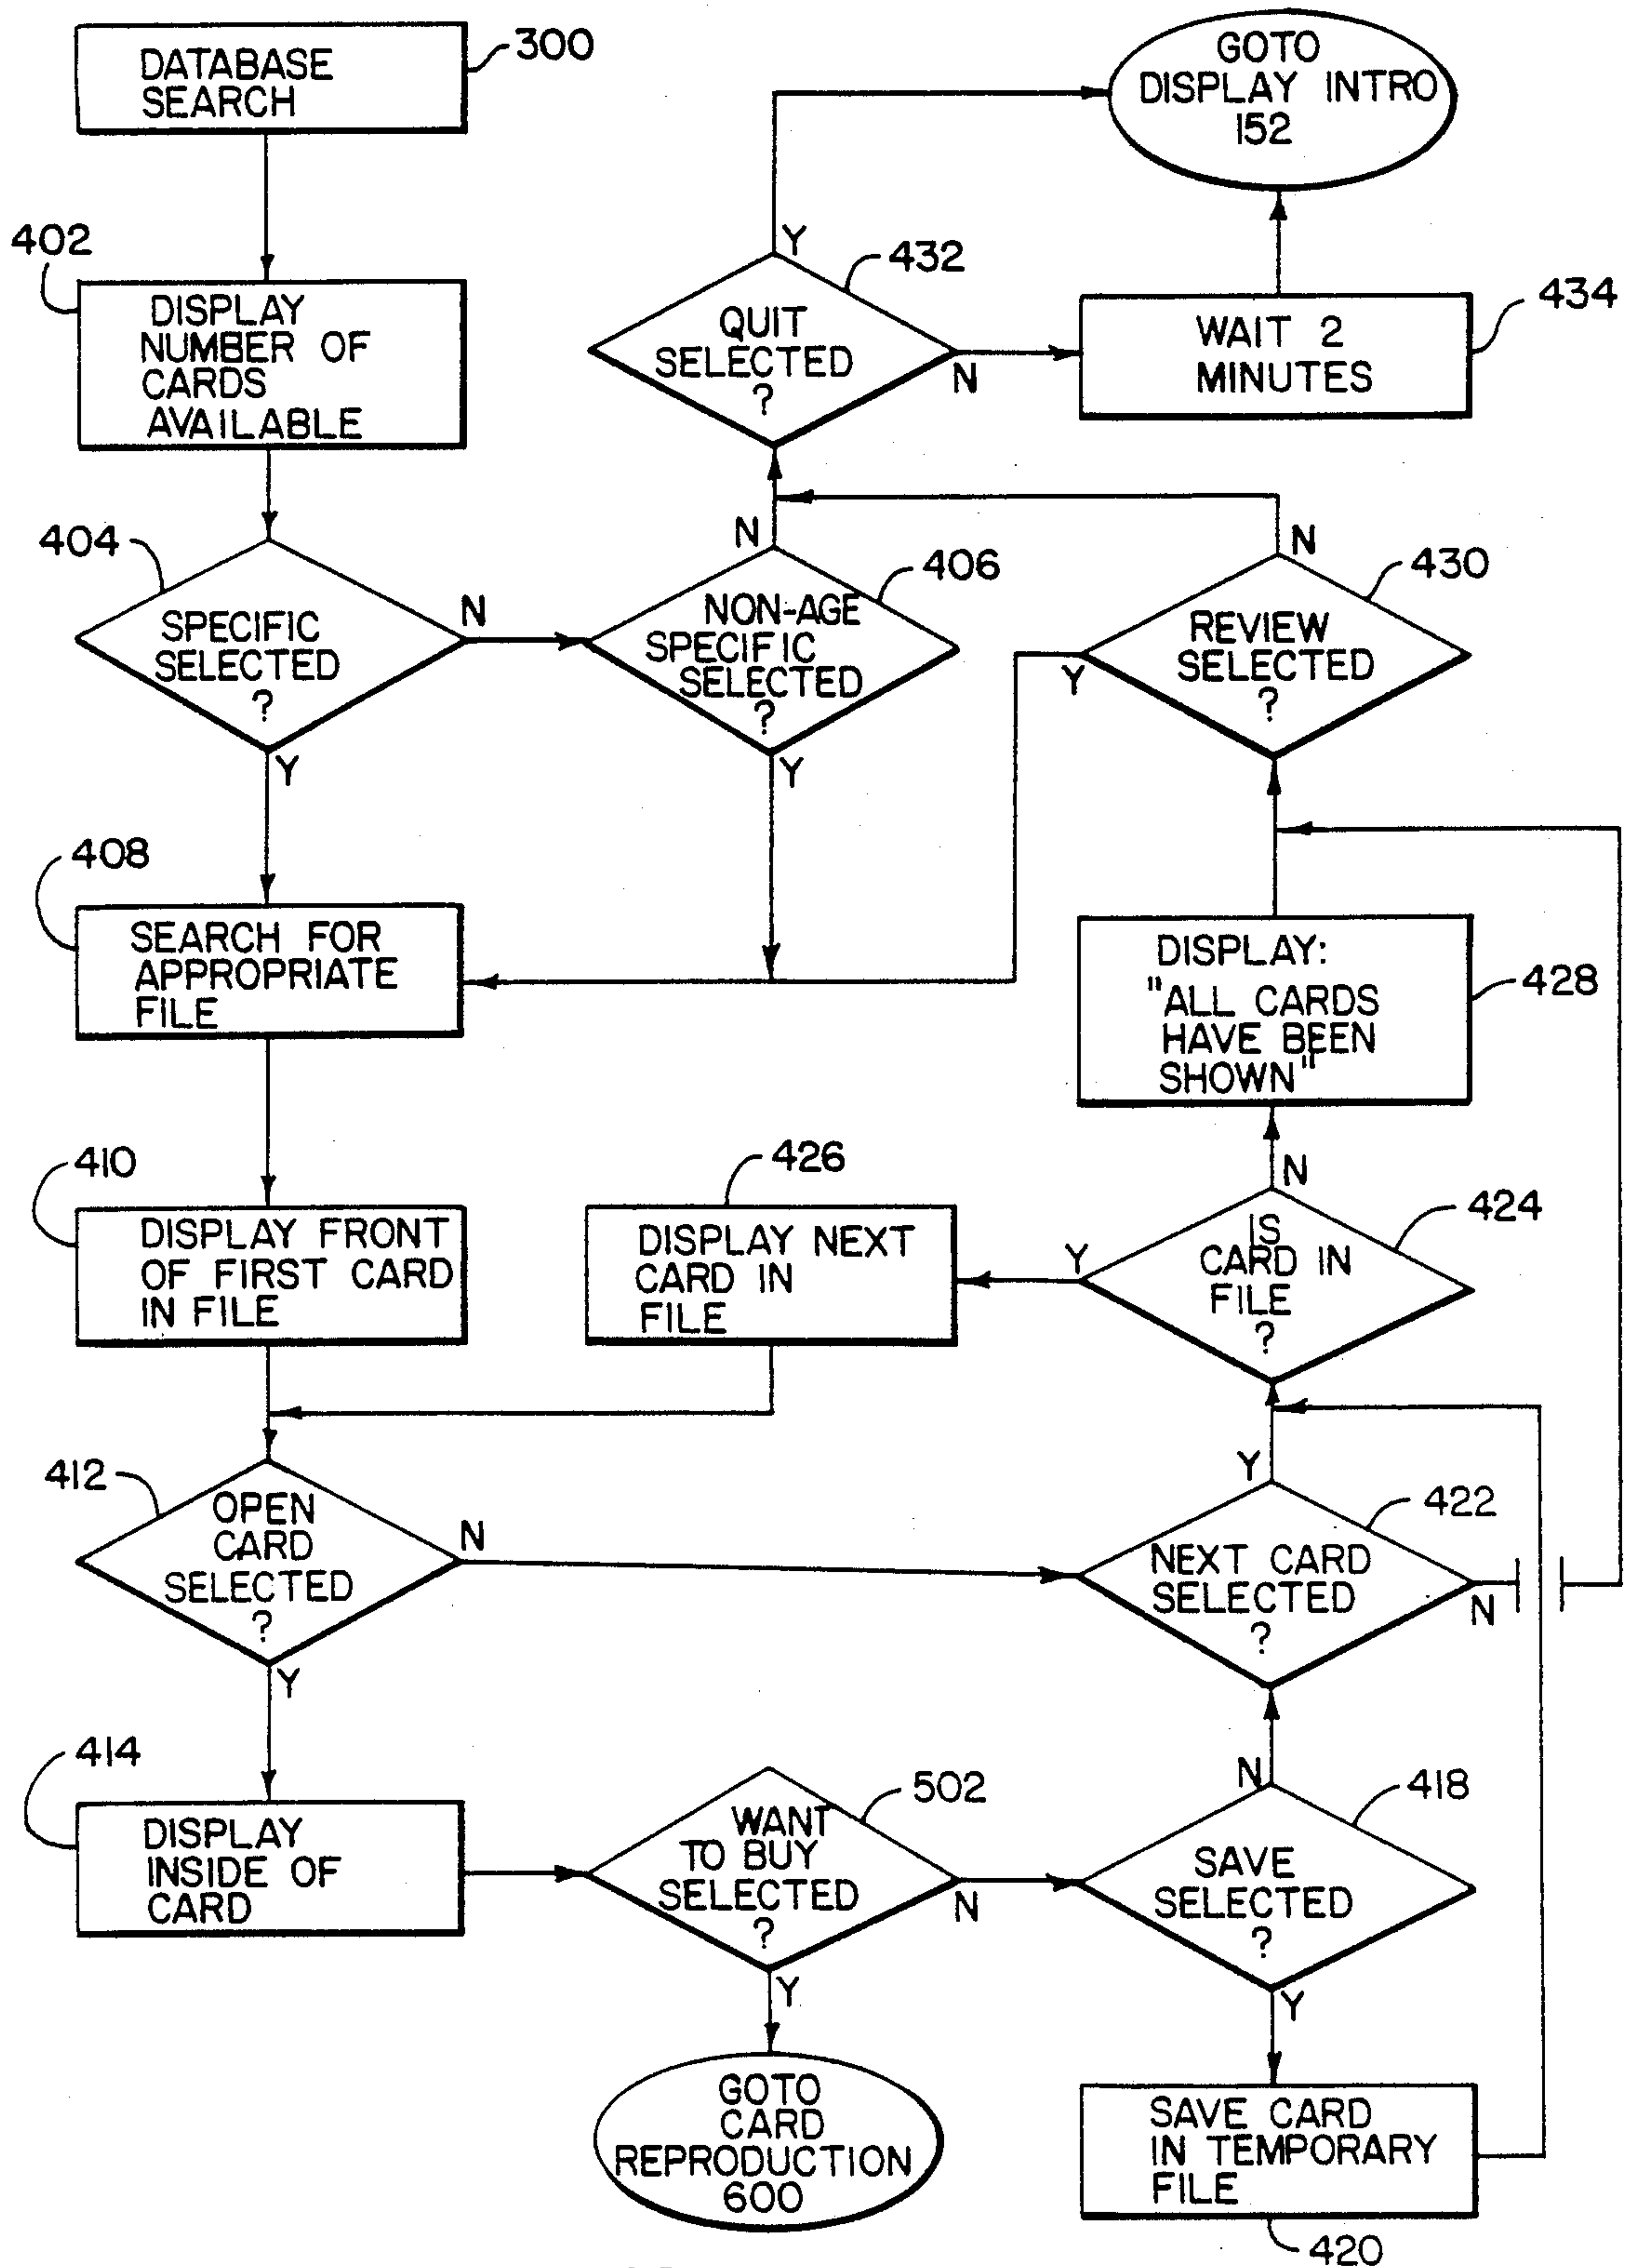 DATABASE
SEARCH
300
GOTO
DISPLAY INTRO
152
402
DISPLAY
NUMBER OF
CARDS
AVAILABLE
Y
432
QUIT
SELECTED
?
N
WAIT 2
MINUTES
434
404
SPECIFIC
SELECTED
?
N
Y
N
406
NON-AGE
SPECIFIC
SELECTED
?
Y
N
430
REVIEW
SELECTED
?
Y
408
SEARCH FOR
APPROPRIATE
FILE
DISPLAY:
"ALL CARDS
HAVE BEEN
SHOWN"
428
410
DISPLAY FRONT
OF FIRST CARD
IN FILE
426
DISPLAY NEXT
CARD IN
FILE
N
424
IS
CARD IN
FILE
?
Y
412
OPEN
CARD
SELECTED
?
N
Y
Y
422
NEXT CARD
SELECTED
?
N
414
DISPLAY
INSIDE OF
CARD
502
WANT
TO BUY
SELECTED
?
N
Y
N
418
SAVE
SELECTED
?
Y
GOTO
CARD
REPRODUCTION
600
SAVE CARD
IN TEMPORARY
FILE
420